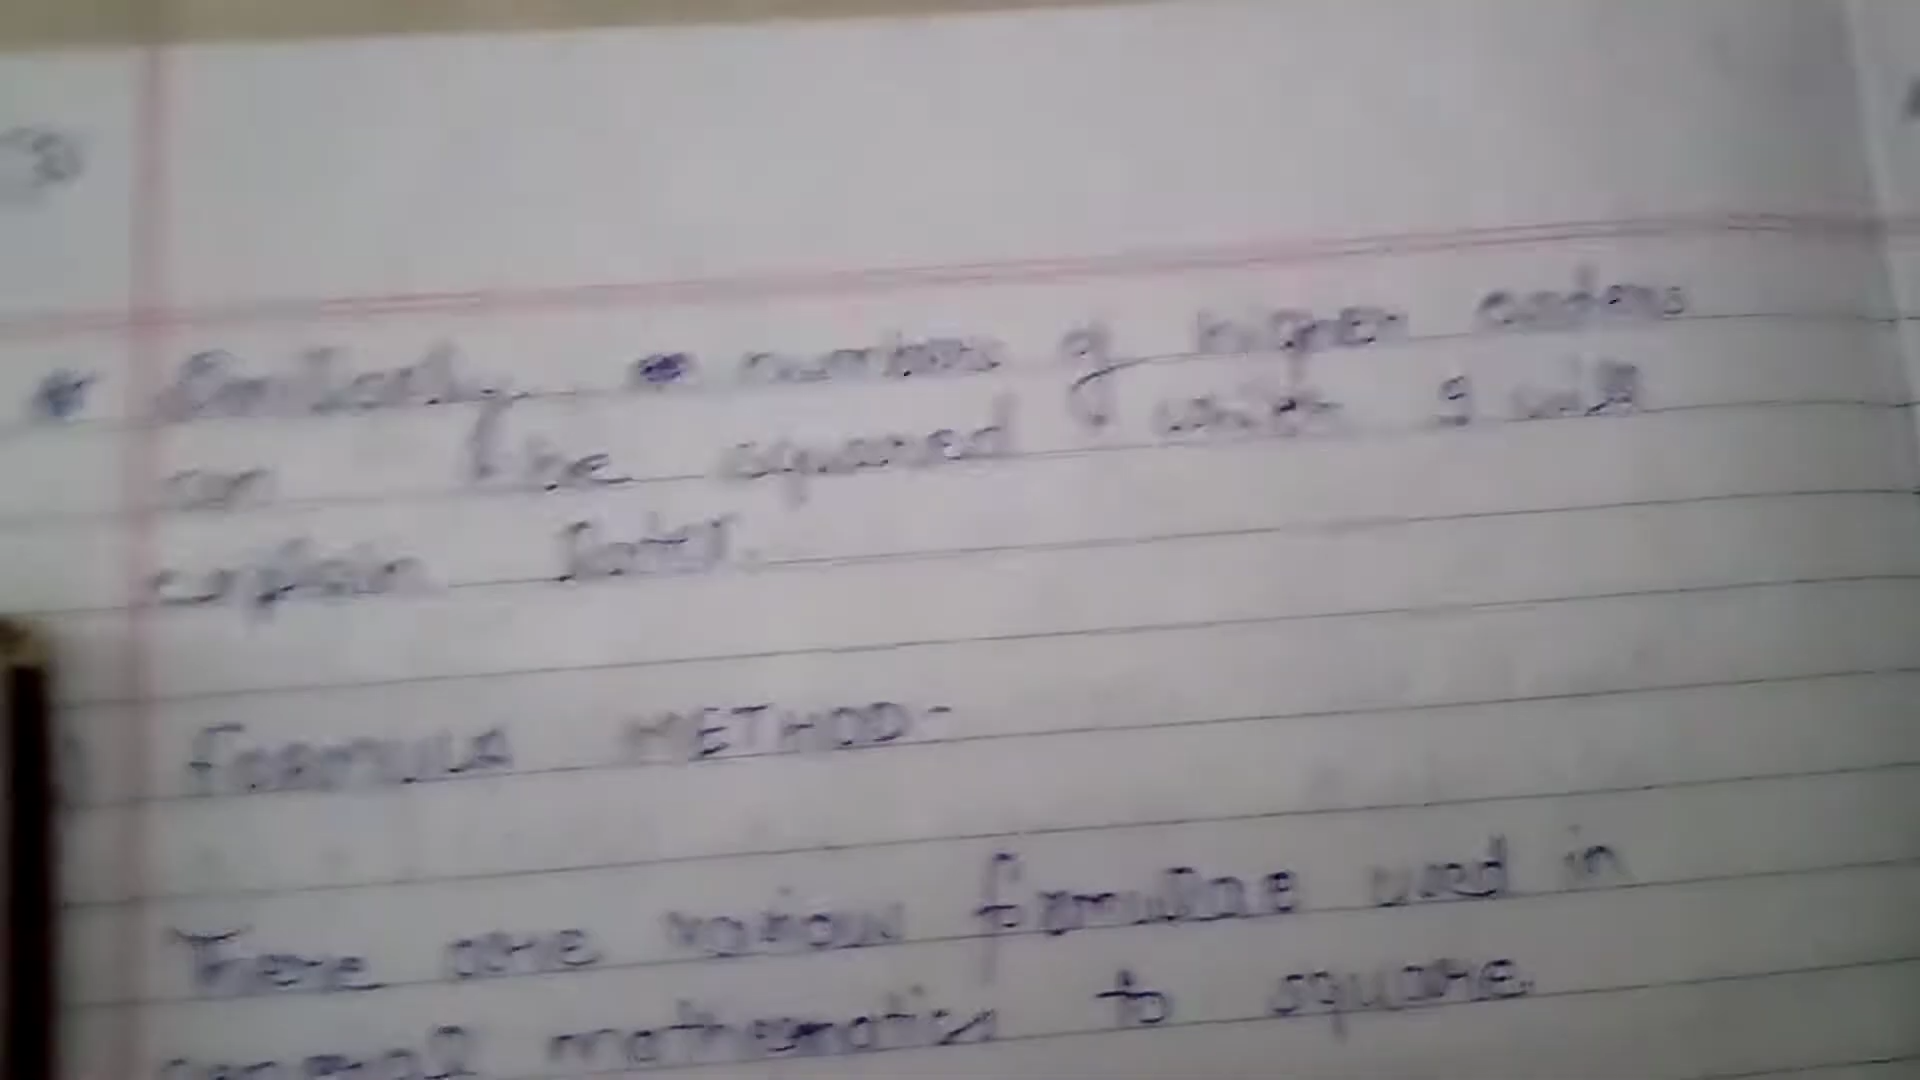 * Similarly, numbers of higher orders
can be squared which I will
explain later.
FORMULA METHOD-
There are various formulae used in
general mathematics to square